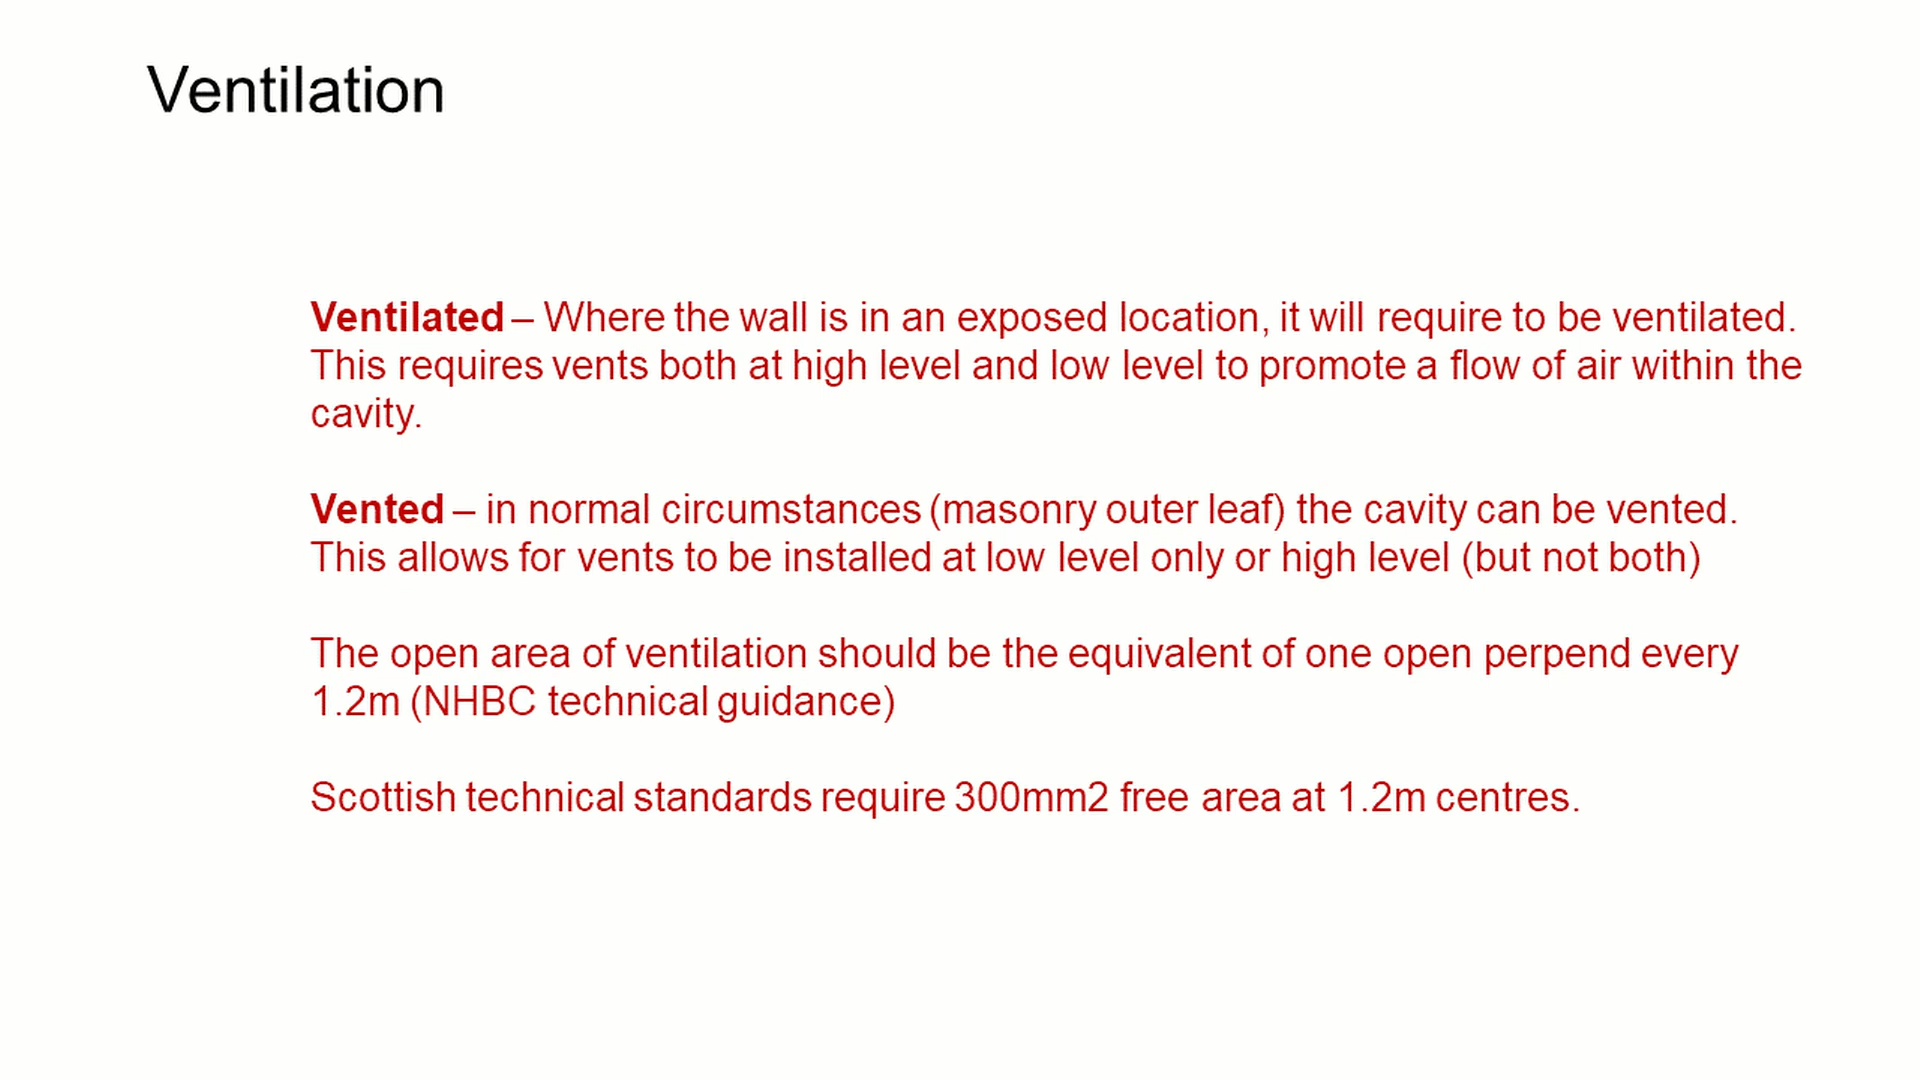 Ventilation
Ventilated – Where the wall is in an exposed location, it will require to be ventilated.
This requires vents both at high level and low level to promote a flow of air within the
cavity.
Vented – in normal circumstances (masonry outer leaf) the cavity can be vented.
This allows for vents to be installed at low level only or high level (but not both)
The open area of ventilation should be the equivalent of one open perpend every
1.2m (NHBC technical guidance)
Scottish technical standards require 300mm2 free area at 1.2m centres.